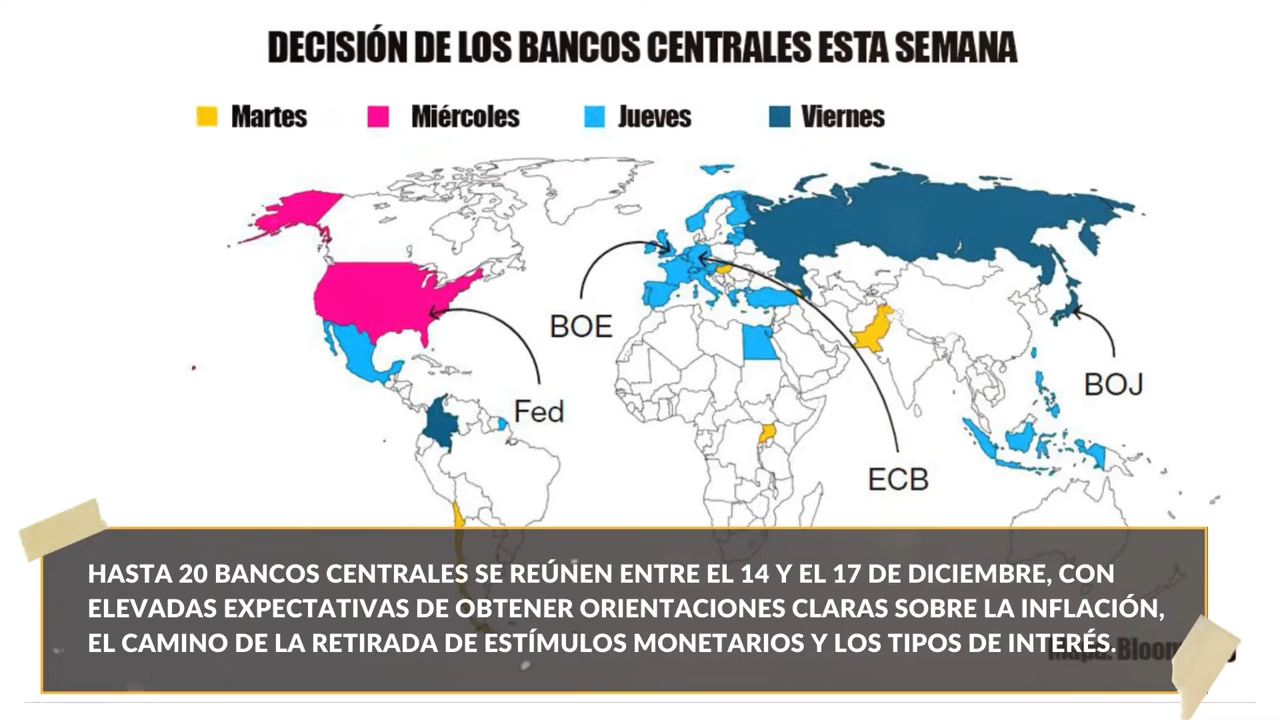 DECISIÓN DE LOS BANCOS CENTRALES ESTA SEMANA
Martes Miércoles Jueves Viernes
BOE
BOJ
Fed
ECB
HASTA 20 BANCOS CENTRALES SE REÚNEN ENTRE EL 14 Y EL 17 DE DICIEMBRE, CON
ELEVADAS EXPECTATIVAS DE OBTENER ORIENTACIONES CLARAS SOBRE LA INFLACIÓN,
EL CAMINO DE LA RETIRADA DE ESTÍMULOS MONETARIOS Y LOS TIPOS DE INTERÉS.